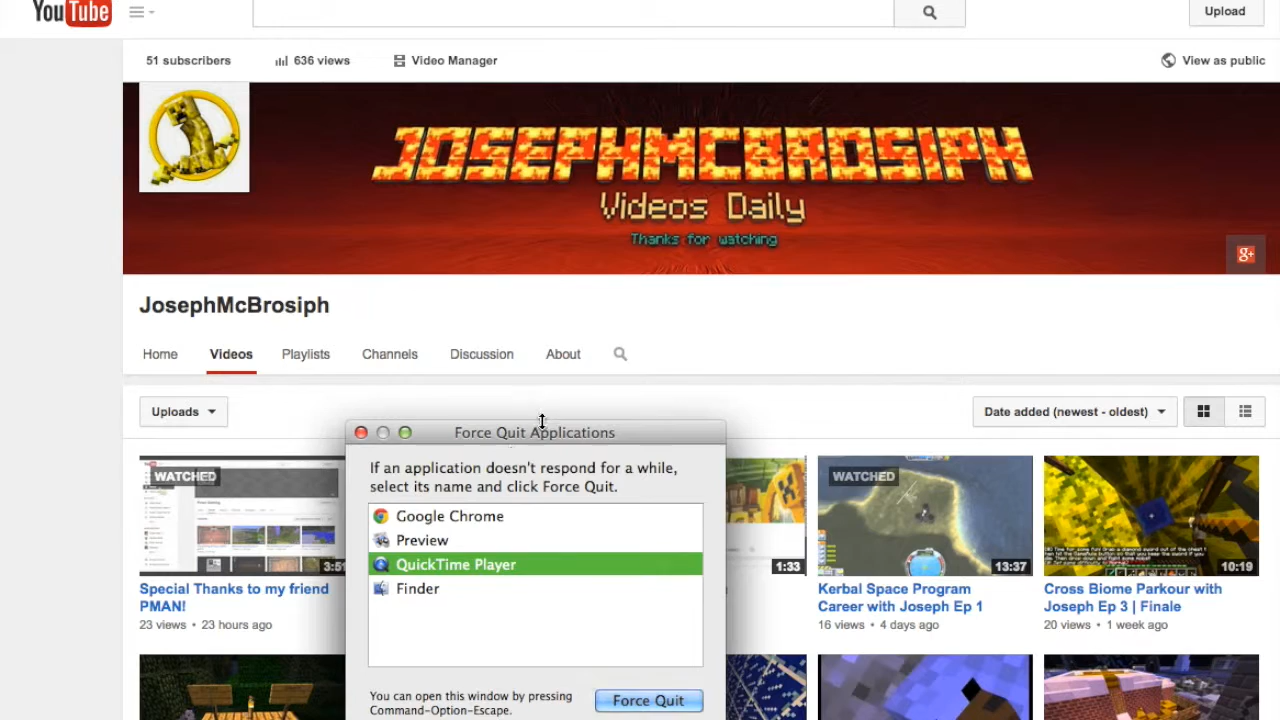 YouTube
Upload
51 subscribers
636 views
Video Manager
View as public
JOSEPHMCBROSIPH
Videos Daily
Thanks for watching
g+
JosephMcBrosiph
Home
Videos
Playlists
Channels
Discussion
About
Uploads
Date added (newest - oldest)
Force Quit Applications
If an application doesn't respond for a while,
select its name and click Force Quit.
Google Chrome
Preview
QuickTime Player
Finder
You can open this window by pressing
Command-Option-Escape.
Force Quit
WATCHED
3:51
Special Thanks to my friend
PMAN!
23 views • 23 hours ago
1:33
WATCHED
13:37
Kerbal Space Program
Career with Joseph Ep 1
16 views • 4 days ago
10:19
Cross Biome Parkour with
Joseph Ep 3 | Finale
20 views • 1 week ago